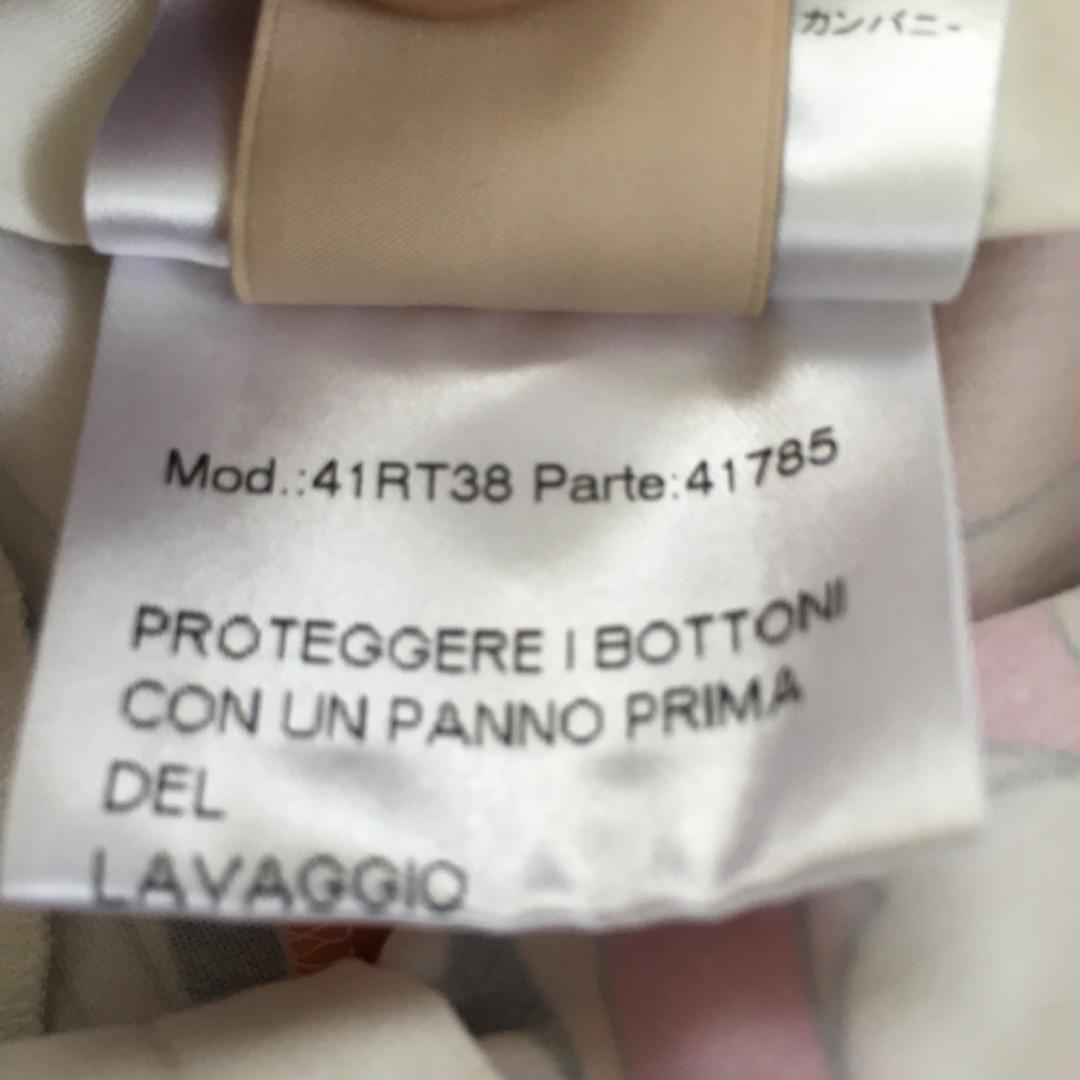 カンパニー
Mod.:41RT38 Parte:41785
PROTEGGERE I BOTTONI
CON UN PANNO PRIMA
DEL
LAVAGGIO